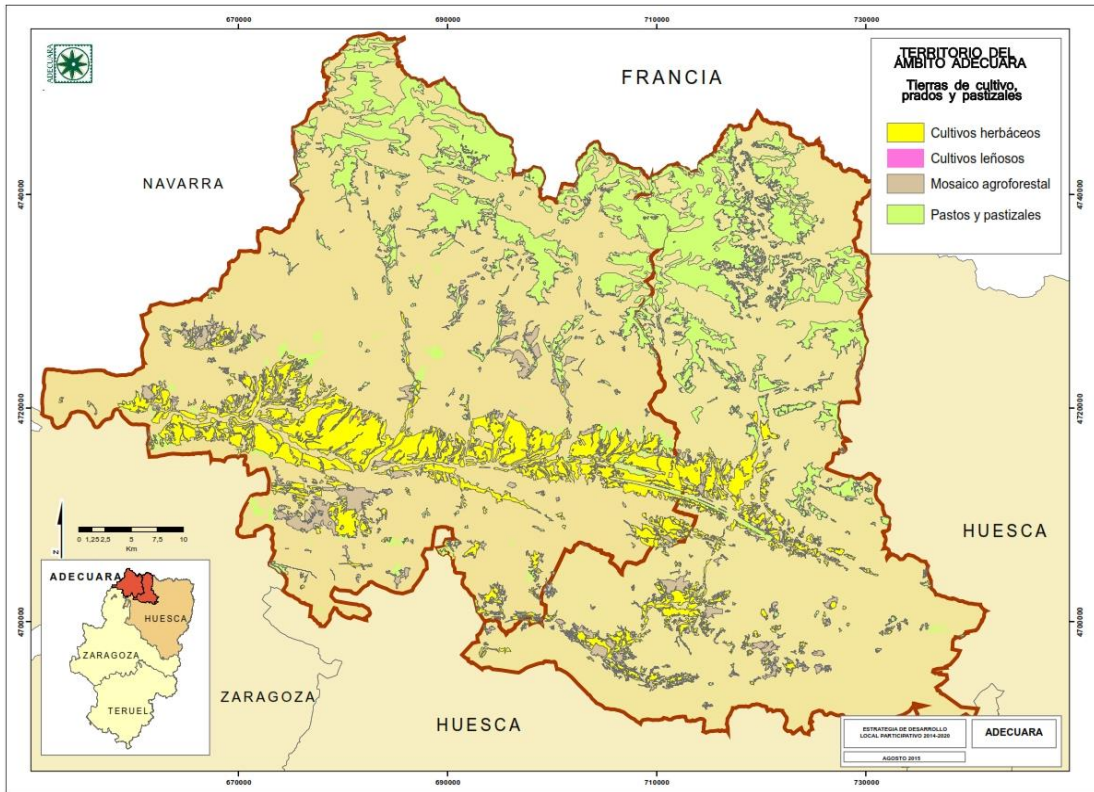 670000
690000
710000
730000
ADECUARA
TERRITORIO DEL
ÁMBITO ADECUARA
Tierras de cultivo,
prados y pastizales
Cultivos herbáceos
Cultivos leñosos
Mosaico agroforestal
Pastos y pastizales
FRANCIA
NAVARRA
4740000
4740000
4720000
4720000
HUESCA
0 1,25 2,5 5 7,5 10
Km
N
4700000
4700000
ADECUARA
HUESCA
ZARAGOZA
TERUEL
ZARAGOZA
HUESCA
ESTRATEGIA DE DESARROLLO
LOCAL PARTICIPATIVO 2014-2020
ADECUARA
AGOSTO 2015
670000
690000
710000
730000